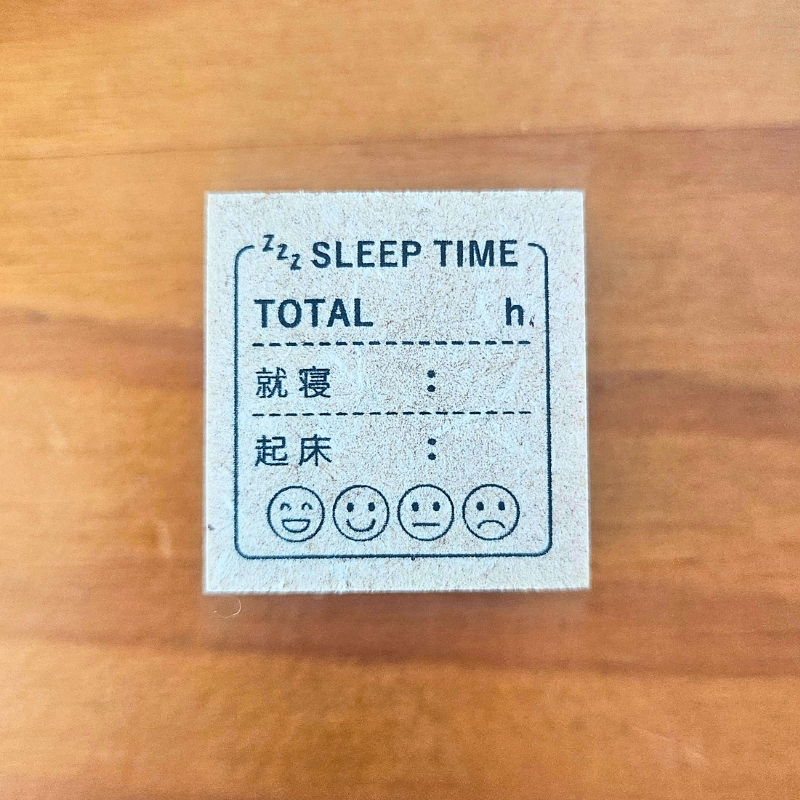 zzz SLEEP TIME
TOTAL h
就寝 :
起床 :